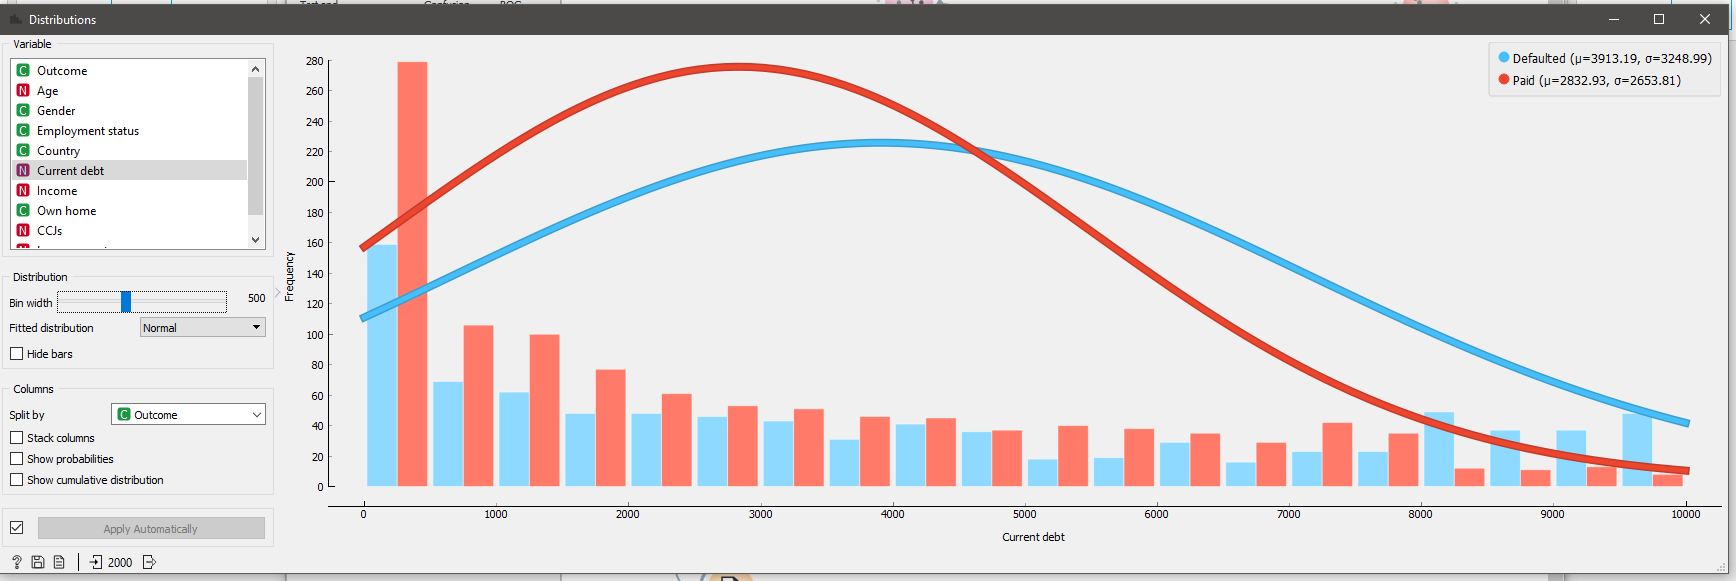 Distributions
Variable
C Outcome
N Age
C Gender
C Employment status
C Country
N Current debt
N Income
C Own home
N CCJs
Distribution
Bin width 500
Fitted distribution Normal
Hide bars
Columns
Split by C Outcome
Stack columns
Show probabilities
Show cumulative distribution
Apply Automatically
? 2000
Defaulted (μ=3913.19, σ=3248.99)
Paid (μ=2832.93, σ=2653.81)
Frequency
280
260
240
220
200
180
160
140
120
100
80
60
40
20
0
0 1000 2000 3000 4000 5000 6000 7000 8000 9000 10000
Current debt